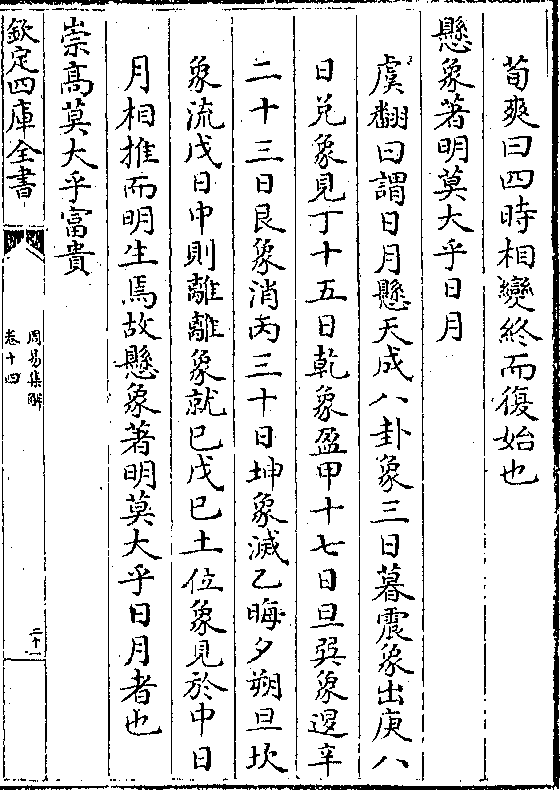 荀爽曰四時相變終而復始也
懸象著明莫大乎日月
虞翻曰謂日月懸天成八卦象三日暮震象出庚八
日兌象見丁十五日乾象盈甲十七日旦巽象退辛
二十三日艮象消丙三十日坤象滅乙晦夕朔旦坎
象流戊日中則離離象就已戊已土位象見於中日
月相推而明生焉故懸象著明莫大乎日月者也
崇高莫大乎富貴
欽定四庫全書
周易集解
卷十四
二十一